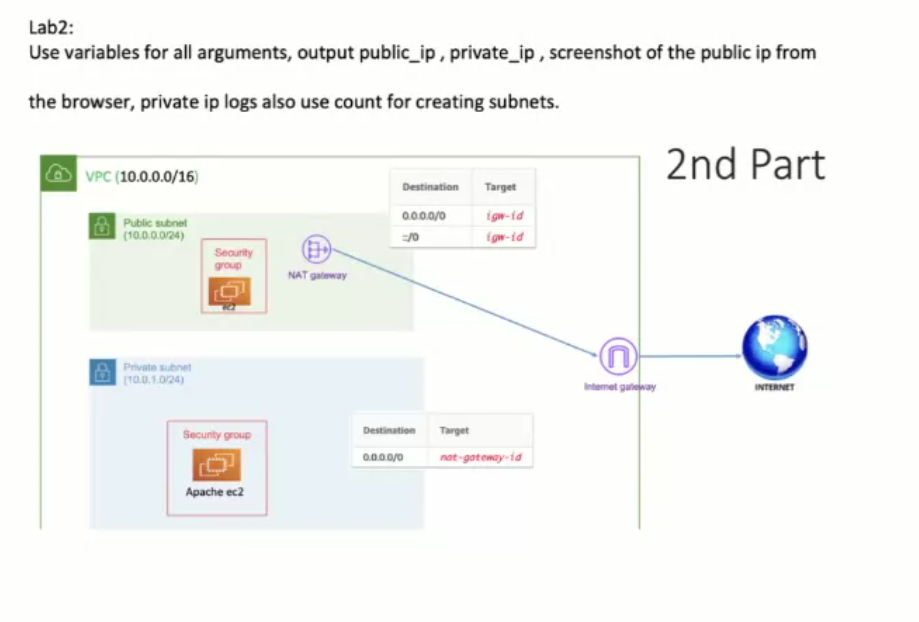 Lab2:
Use variables for all arguments, output public_ip , private_ip , screenshot of the public ip from
the browser, private ip logs also use count for creating subnets.
2nd Part
VPC (10.0.0.0/16)
Destination Target
0.0.0.0/0 igw-id
::/0 igw-id
Public subnet
(10.0.0.0/24)
Security
group
ec2
NAT gateway
Internet gateway
INTERNET
Private subnet
(10.0.1.0/24)
Security group
Apache ec2
Destination Target
0.0.0.0/0 nat-gateway-id